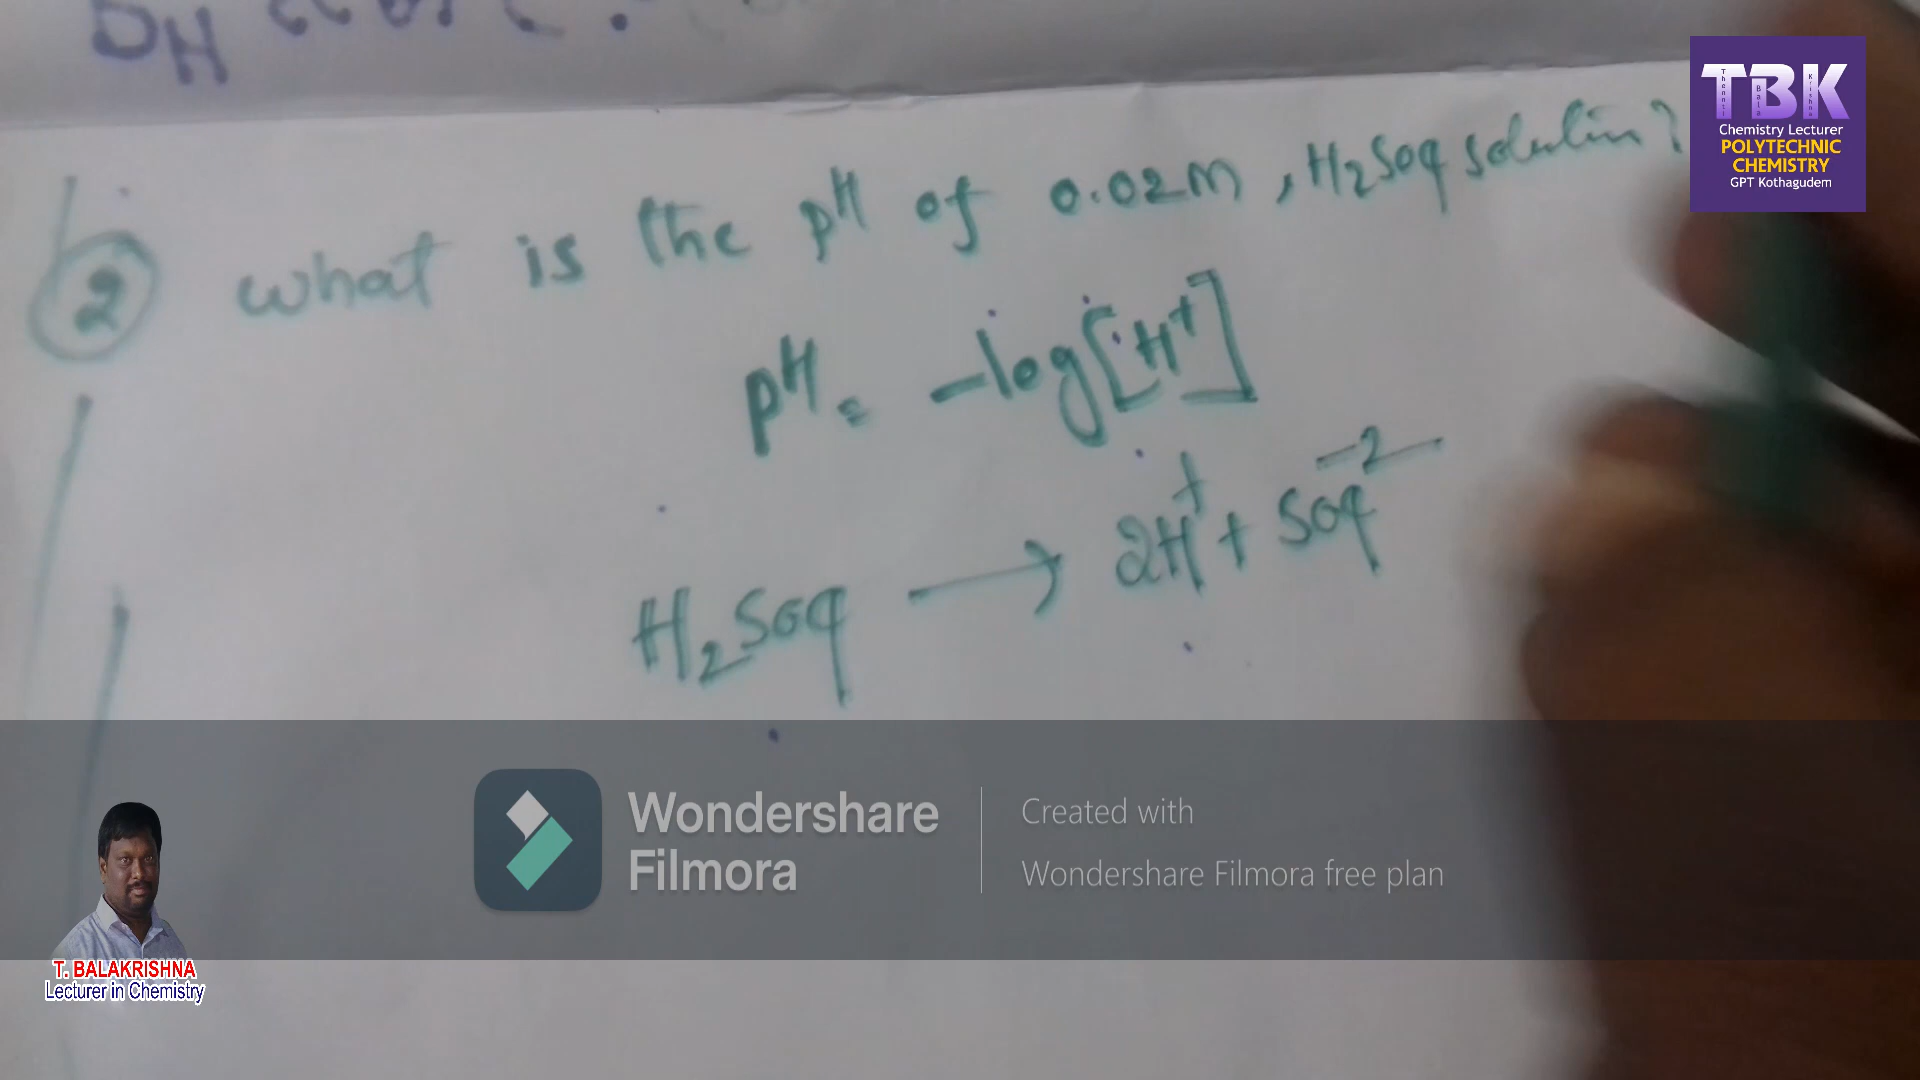 TBK
Chemistry Lecturer
POLYTECHNIC
CHEMISTRY
GPT Kothagudem
2 what is the pH of 0.02M, H2SO4 solution?
pH = -log[H+]
H2SO4 → 2H+ + SO4-2
Wondershare
Filmora
Created with
Wondershare Filmora free plan
T. BALAKRISHNA
Lecturer in Chemistry